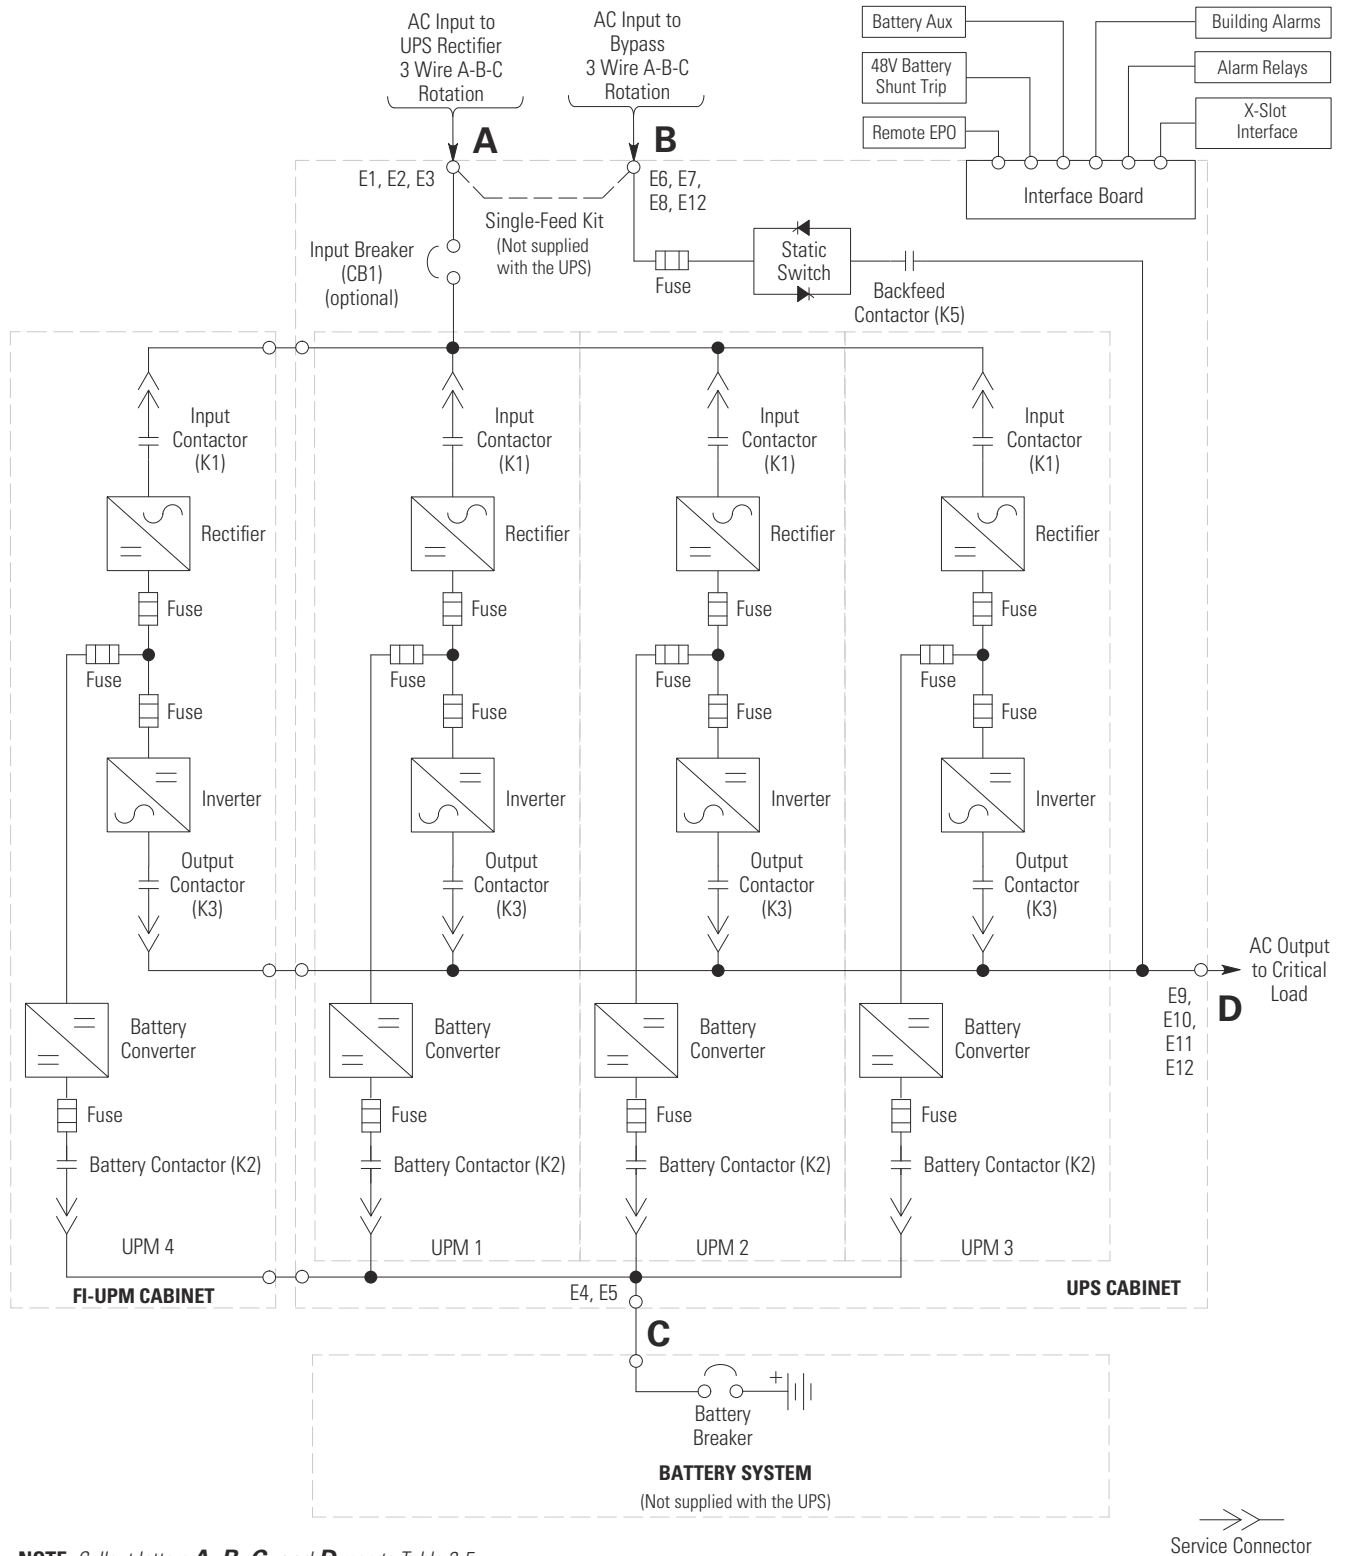 AC Input to
UPS Rectifier
3 Wire A-B-C
Rotation
AC Input to
Bypass
3 Wire A-B-C
Rotation
Battery Aux
48V Battery
Shunt Trip
Remote EPO
Building Alarms
Alarm Relays
X-Slot
Interface
Interface Board
A
B
E1, E2, E3
E6, E7,
E8, E12
Single-Feed Kit
(Not supplied
with the UPS)
Input Breaker
(CB1)
(optional)
Fuse
Static
Switch
Backfeed
Contactor (K5)
Input
Contactor
(K1)
Input
Contactor
(K1)
Input
Contactor
(K1)
Input
Contactor
(K1)
Rectifier
Rectifier
Rectifier
Rectifier
Fuse
Fuse
Fuse
Fuse
Fuse
Fuse
Fuse
Fuse
Fuse
Fuse
Fuse
Fuse
Inverter
Inverter
Inverter
Inverter
Output
Contactor
(K3)
Output
Contactor
(K3)
Output
Contactor
(K3)
Output
Contactor
(K3)
AC Output
to Critical
Load
E9,
E10,
E11
E12
D
Battery
Converter
Battery
Converter
Battery
Converter
Battery
Converter
Fuse
Fuse
Fuse
Fuse
Battery Contactor (K2)
Battery Contactor (K2)
Battery Contactor (K2)
Battery Contactor (K2)
UPM 4
UPM 1
UPM 2
UPM 3
FI-UPM CABINET
E4, E5
UPS CABINET
C
+
Battery
Breaker
BATTERY SYSTEM
(Not supplied with the UPS)
Service Connector